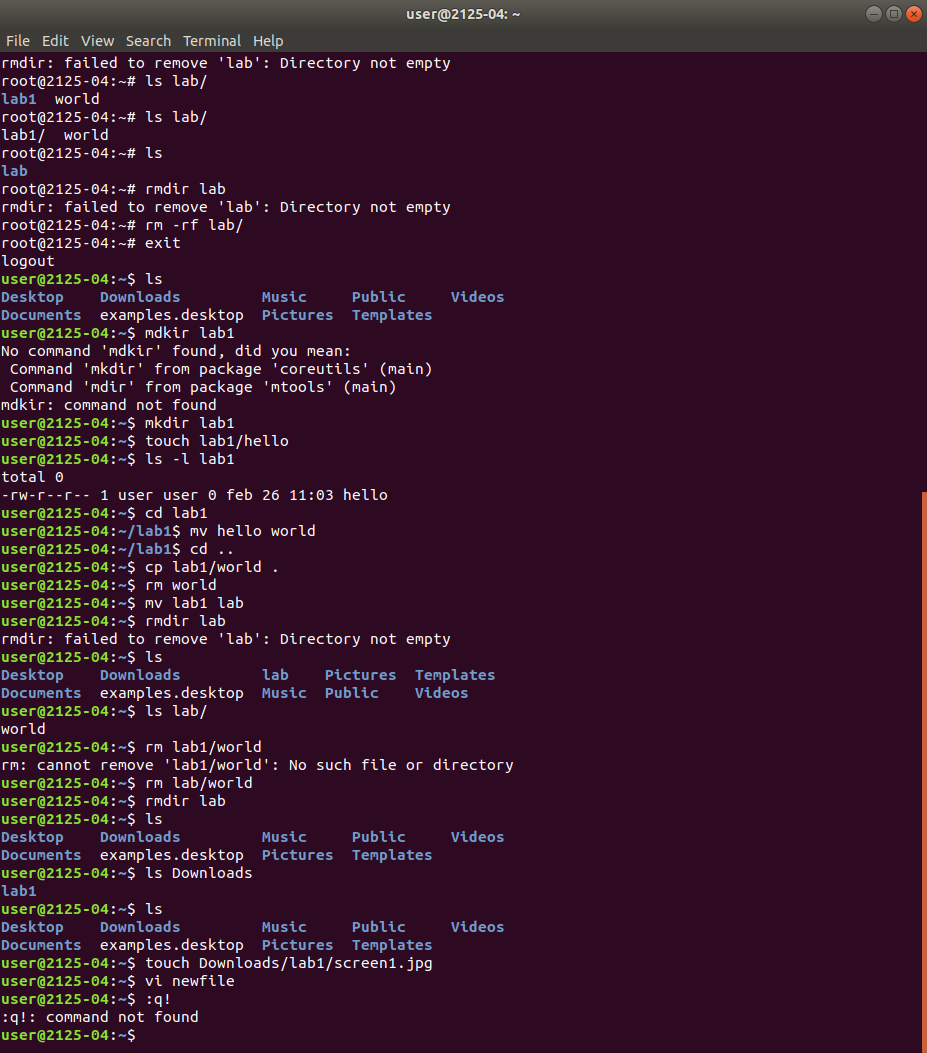 user@2125-04: ~
File Edit View Search Terminal Help
rmdir: failed to remove 'lab': Directory not empty
root@2125-04:~# ls lab/
lab1  world
root@2125-04:~# ls lab/
lab1/  world
root@2125-04:~# ls
lab
root@2125-04:~# rmdir lab
rmdir: failed to remove 'lab': Directory not empty
root@2125-04:~# rm -rf lab/
root@2125-04:~# exit
logout
user@2125-04:~$ ls
Desktop    Downloads         Music     Public     Videos
Documents  examples.desktop  Pictures  Templates
user@2125-04:~$ mdkir lab1
No command 'mdkir' found, did you mean:
 Command 'mkdir' from package 'coreutils' (main)
 Command 'mdir' from package 'mtools' (main)
mdkir: command not found
user@2125-04:~$ mkdir lab1
user@2125-04:~$ touch lab1/hello
user@2125-04:~$ ls -l lab1
total 0
-rw-r--r-- 1 user user 0 feb 26 11:03 hello
user@2125-04:~$ cd lab1
user@2125-04:~/lab1$ mv hello world
user@2125-04:~/lab1$ cd ..
user@2125-04:~$ cp lab1/world .
user@2125-04:~$ rm world
user@2125-04:~$ mv lab1 lab
user@2125-04:~$ rmdir lab
rmdir: failed to remove 'lab': Directory not empty
user@2125-04:~$ ls
Desktop    Downloads         lab    Pictures  Templates
Documents  examples.desktop  Music  Public    Videos
user@2125-04:~$ ls lab/
world
user@2125-04:~$ rm lab1/world
rm: cannot remove 'lab1/world': No such file or directory
user@2125-04:~$ rm lab/world
user@2125-04:~$ rmdir lab
user@2125-04:~$ ls
Desktop    Downloads         Music     Public     Videos
Documents  examples.desktop  Pictures  Templates
user@2125-04:~$ ls Downloads
lab1
user@2125-04:~$ ls
Desktop    Downloads         Music     Public     Videos
Documents  examples.desktop  Pictures  Templates
user@2125-04:~$ touch Downloads/lab1/screen1.jpg
user@2125-04:~$ vi newfile
user@2125-04:~$ :q!
:q!: command not found
user@2125-04:~$